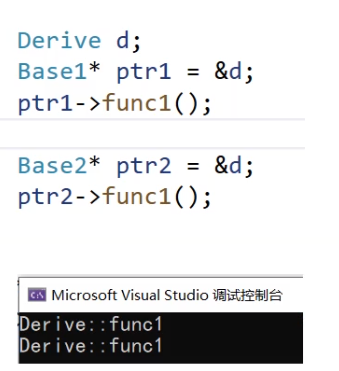 Derive d;
Base1* ptr1 = &d;
ptr1->func1();
Base2* ptr2 = &d;
ptr2->func1();
Microsoft Visual Studio 调试控制台
Derive::func1
Derive::func1